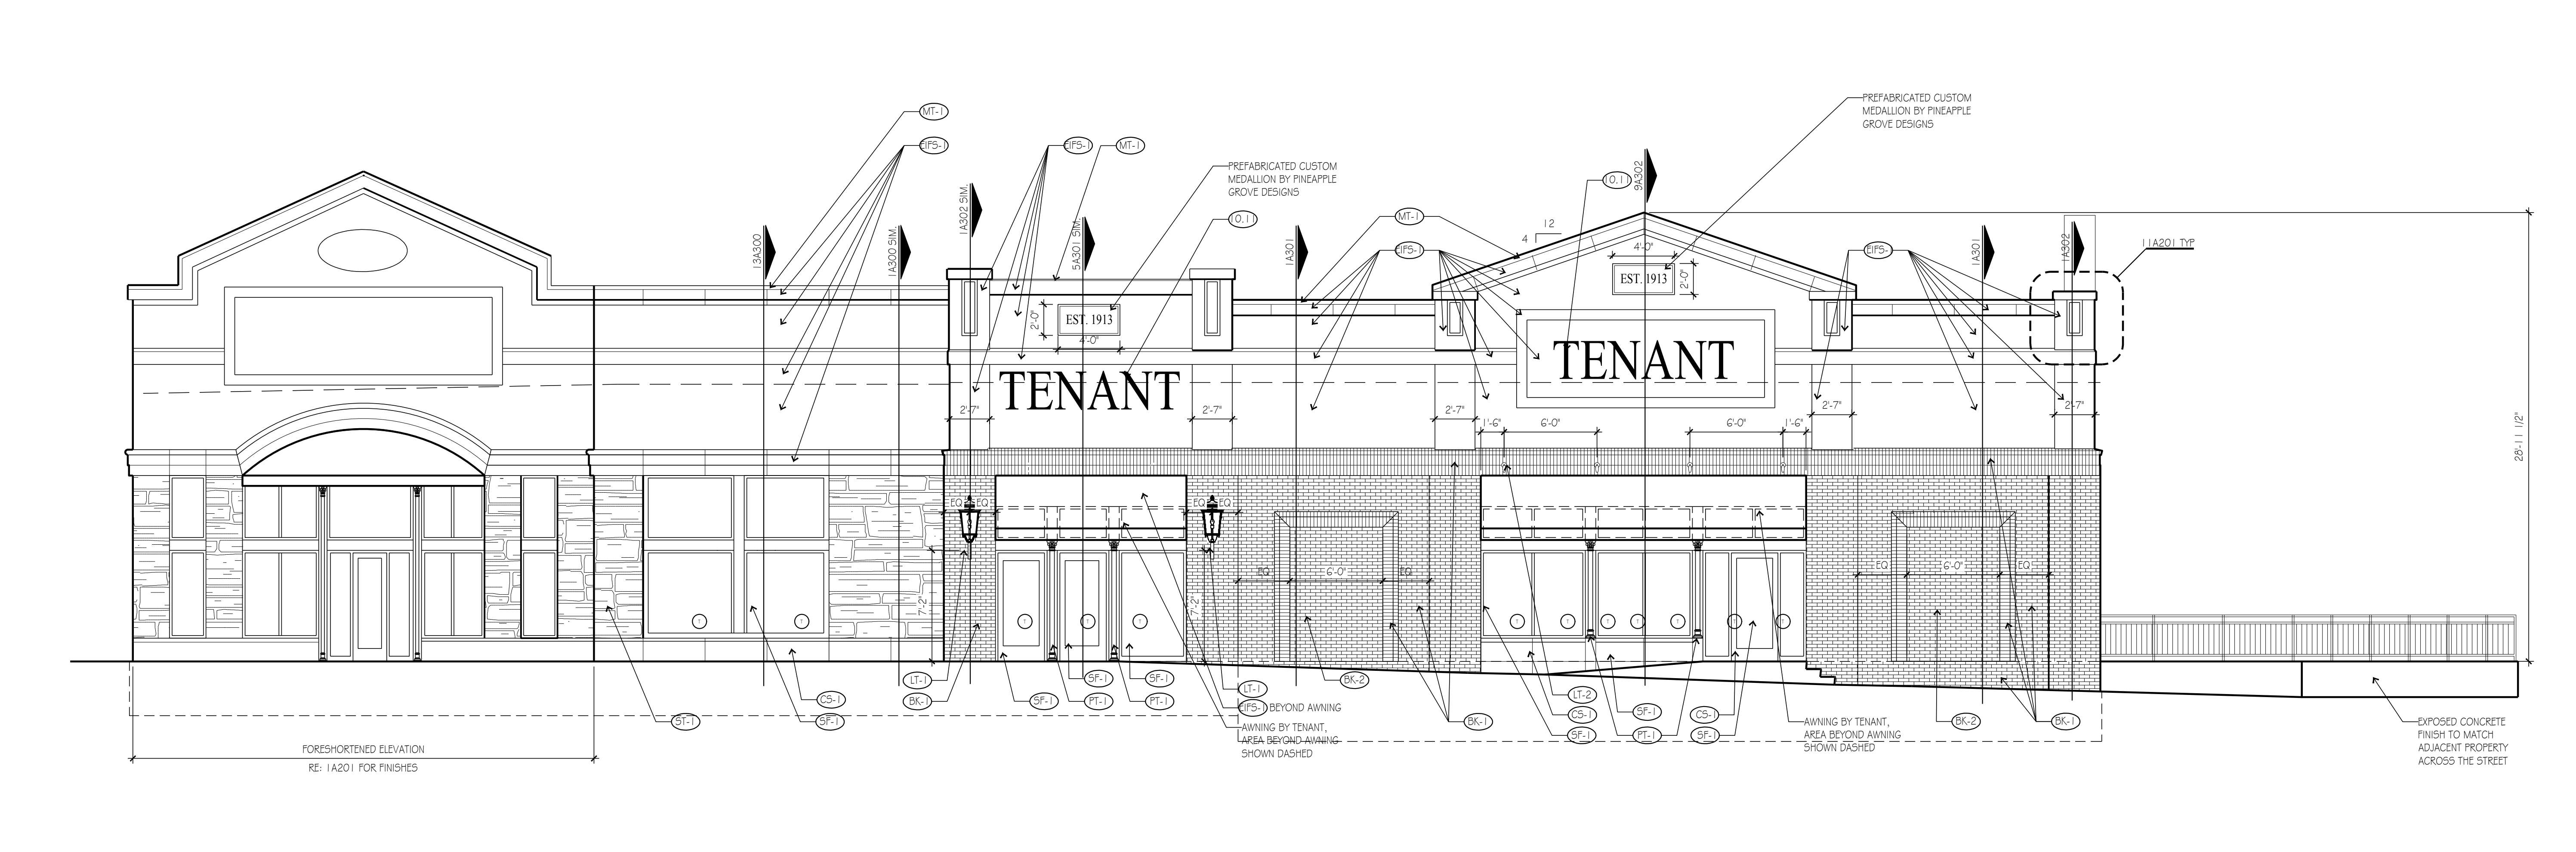 PREFABRICATED CUSTOM
MEDALLION BY PINEAPPLE
GROVE DESIGNS
MT-1
EIFS-1
EIFS-1
MT-1
PREFABRICATED CUSTOM
MEDALLION BY PINEAPPLE
GROVE DESIGNS
10.11
9A302
1A302 SIM.
10.11
MT-1
12
4
13A300
1A300 SIM.
5A301 SIM.
1A301
EIFS-1
4'-0"
EIFS-
1A301
1A302
11A201 TYP
EST. 1913
2'-0"
2'-0"
EST. 1913
4'-0"
TENANT
TENANT
2'-7"
2'-7"
2'-7"
2'-7"
2'-7"
1'-6"
6'-0"
6'-0"
1'-6"
28'-11 1/2"
EQ
EQ
EQ
EQ
EQ
6'-0"
EQ
EQ
6'-0"
EQ
7'-2"
7'-2"
T
T
T
T
T
T
T
T
T
T
T
LT-1
SF-1
SF-1
BK-2
LT-1
LT-2
CS-1
BK-1
SF-1
PT-1
PT-1
EIFS-1
BEYOND AWNING
SF-1
CS-1
CS-1
ST-1
SF-1
BK-1
AWNING BY TENANT,
AREA BEYOND AWNING
SHOWN DASHED
BK-2
BK-1
EXPOSED CONCRETE
FINISH TO MATCH
ADJACENT PROPERTY
ACROSS THE STREET
AWNING BY TENANT,
AREA BEYOND AWNING
SHOWN DASHED
SF-1
PT-1
SF-1
FORESHORTENED ELEVATION
RE: 1A201 FOR FINISHES